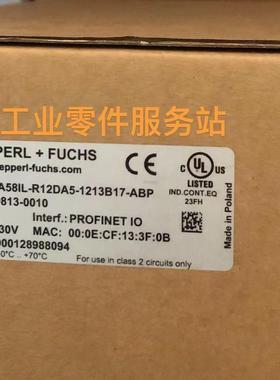 工业零件服务站
PERL + FUCHS
epperl-fuchs.com
A58IL-R12DA5-1213B17-ABP
0813-0010
Interf.: PROFINET IO
30V MAC: 00:0E:CF:13:3F:0B
000128988094
0°C .. +70°C
For use in class 2 circuits only
C UL US
LISTED
IND.CONT.EQ
23FH
Made in Poland